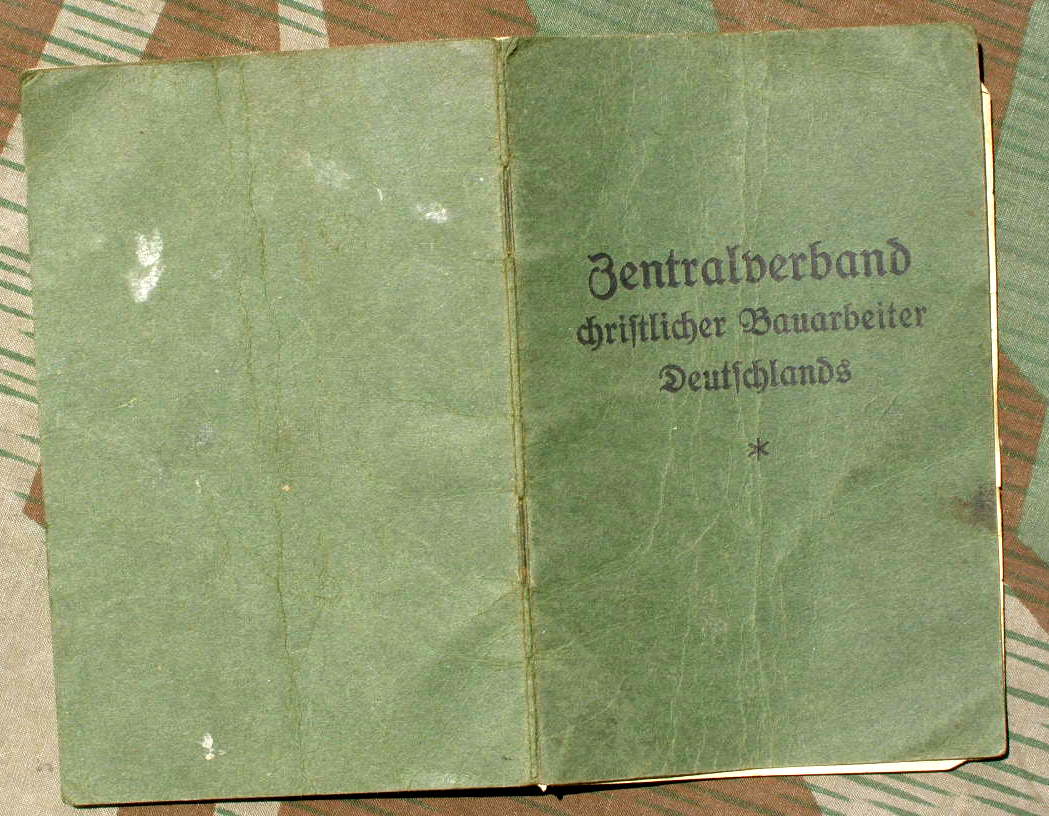 Zentralverband
chriſtlicher Bauarbeiter
Deutſchlands
*